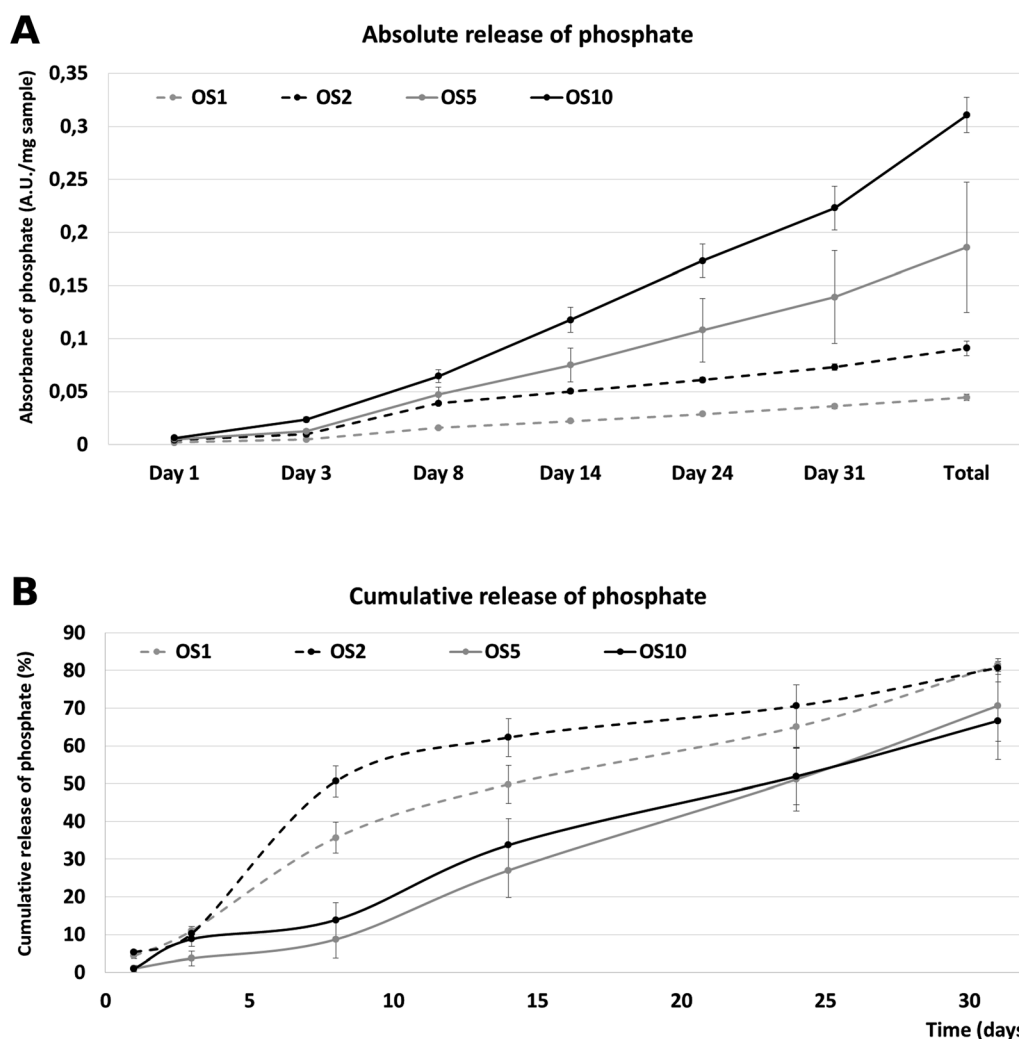 A
Absolute release of phosphate
Absorbance of phosphate (A.U./mg sample)
0,35
0,3
0,25
0,2
0,15
0,1
0,05
0
OS1 OS2 OS5 OS10
Day 1 Day 3 Day 8 Day 14 Day 24 Day 31 Total
B
Cumulative release of phosphate
Cumulative release of phosphate (%)
90
80
70
60
50
40
30
20
10
0
OS1 OS2 OS5 OS10
0 5 10 15 20 25 30
Time (days